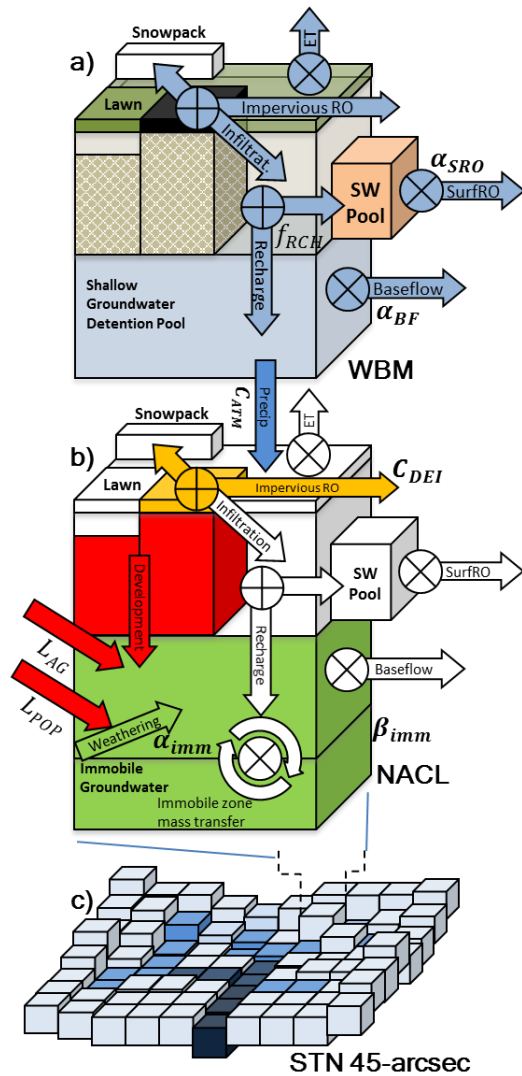 Snowpack
a)
ET
Lawn
Impervious RO
Infiltrat.
α_SRO
SW
Pool
SurfRO
f_RCH
Recharge
Shallow
Groundwater
Detention Pool
Baseflow
α_BF
WBM
C_ATM
Precip
Snowpack
ET
b)
Lawn
C_DEI
Impervious RO
Infiltration
Development
SW
Pool
SurfRO
L_AG
Recharge
Baseflow
L_POP
Weathering
α_imm
β_imm
Immobile
Groundwater
NACL
Immobile zone
mass transfer
c)
STN 45-arcsec